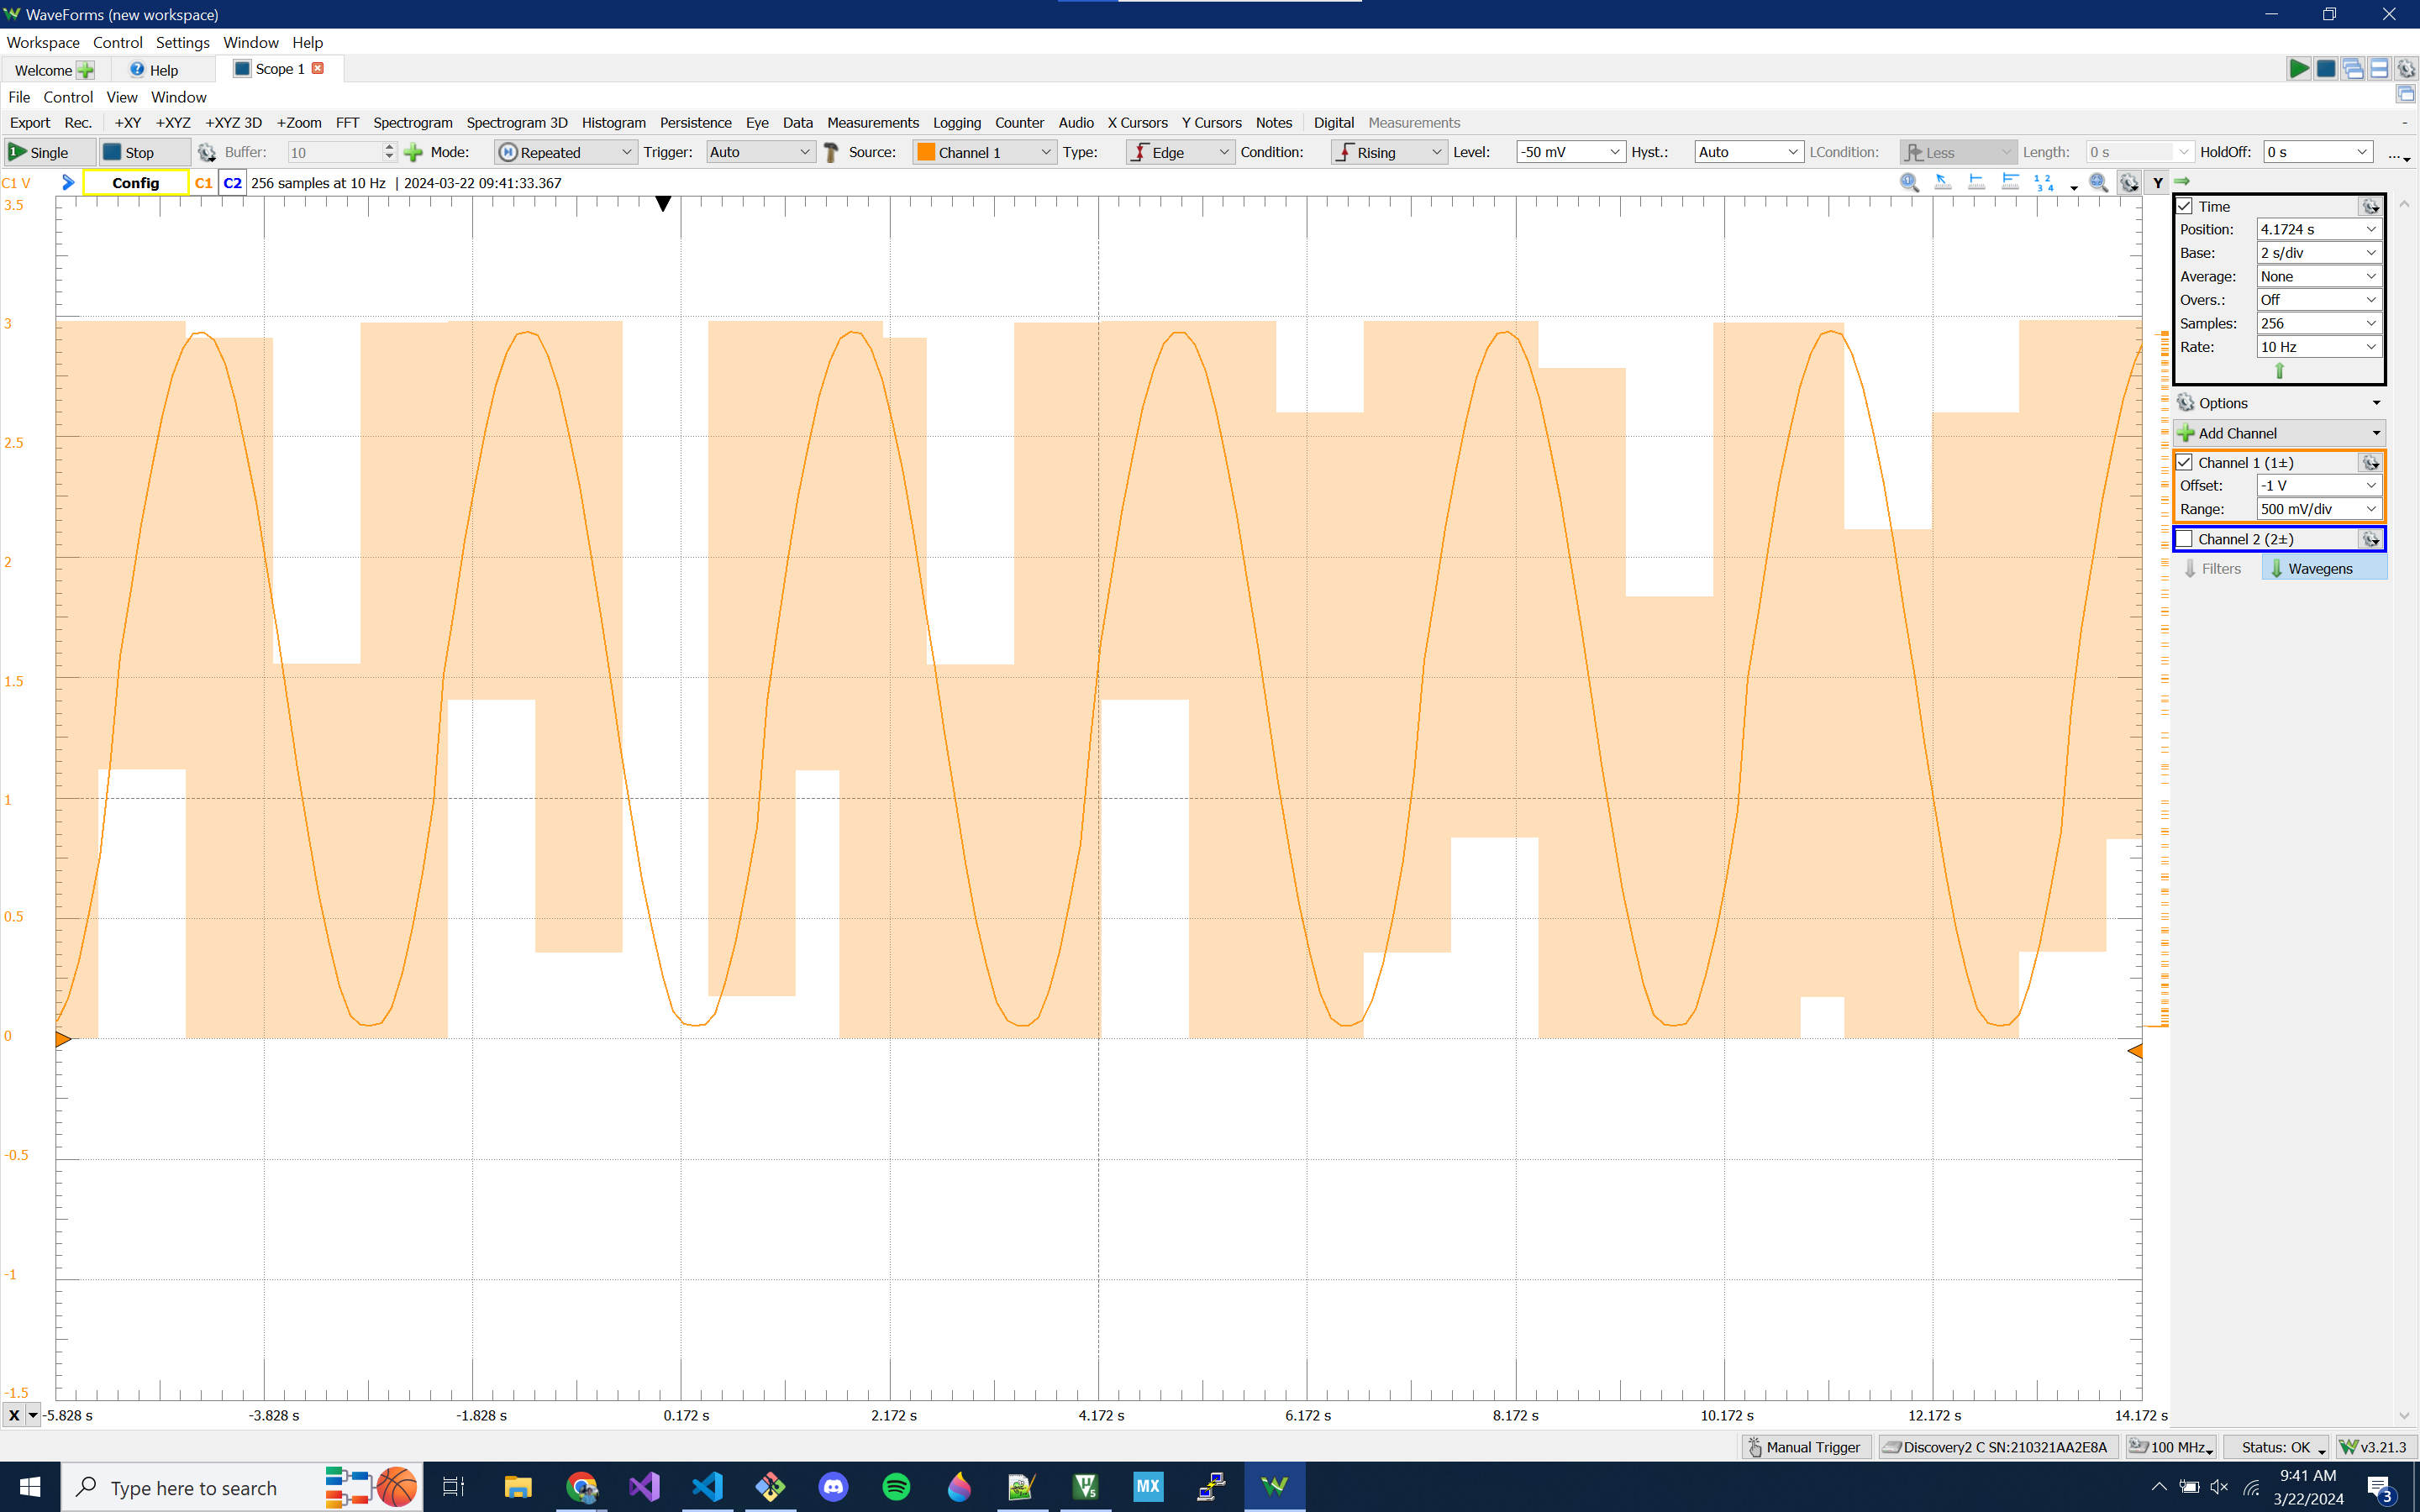 WaveForms (new workspace)
Workspace Control Settings Window Help
Welcome Help Scope 1
File Control View Window
Export Rec. +XY +XYZ +XYZ 3D +Zoom FFT Spectrogram Spectrogram 3D Histogram Persistence Eye Data Measurements Logging Counter Audio X Cursors Y Cursors Notes Digital Measurements
Single Stop Buffer: 10 Mode: Repeated Trigger: Auto Source: Channel 1 Type: Edge Condition: Rising Level: -50 mV Hyst.: Auto LCondition: Less Length: 0 s HoldOff: 0 s ...
C1 V Config C1 C2 256 samples at 10 Hz | 2024-03-22 09:41:33.367 Y
3.5
3
2.5
2
1.5
1
0.5
0
-0.5
-1
-1.5
X -5.828 s -3.828 s -1.828 s 0.172 s 2.172 s 4.172 s 6.172 s 8.172 s 10.172 s 12.172 s 14.172 s
Time
Position: 4.1724 s
Base: 2 s/div
Average: None
Overs.: Off
Samples: 256
Rate: 10 Hz
Options
Add Channel
Channel 1 (1±)
Offset: -1 V
Range: 500 mV/div
Channel 2 (2±)
Filters Wavegens
Manual Trigger Discovery2 C SN:210321AA2E8A 100 MHz Status: OK v3.21.3
Type here to search MX 9:41 AM
3/22/2024 3